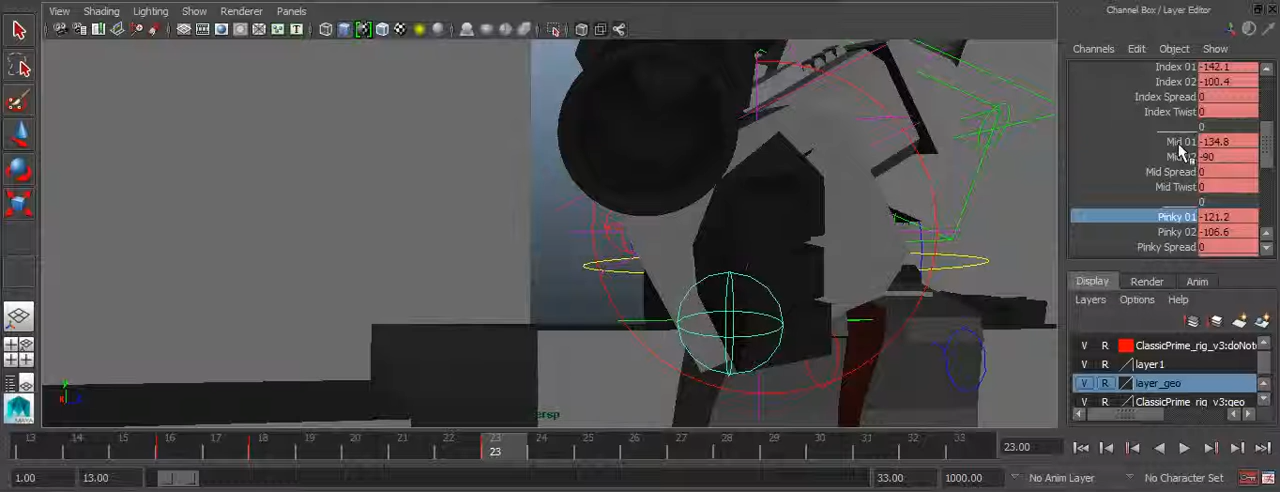 View Shading Lighting Show Renderer Panels
Channel Box / Layer Editor
Channels Edit Object Show
Index 01 -142.1
Index 02 -100.4
Index Spread 0
Index Twist 0
0
Mid 01 -134.8
-90
Mid Spread 0
Mid Twist 0
0
Pinky 01 -121.2
Pinky 02 -106.6
Pinky Spread 0
Display Render Anim
Layers Options Help
V R ClassicPrime_rig_v3:doNot
V R layer1
V R layer_geo
V R ClassicPrime_rig_v3:geo
persp
13 14 15 16 17 18 19 20 21 22 23 24 25 26 27 28 29 30 31 32 33
23
23.00
1.00 13.00 33.00 1000.00 No Anim Layer No Character Set